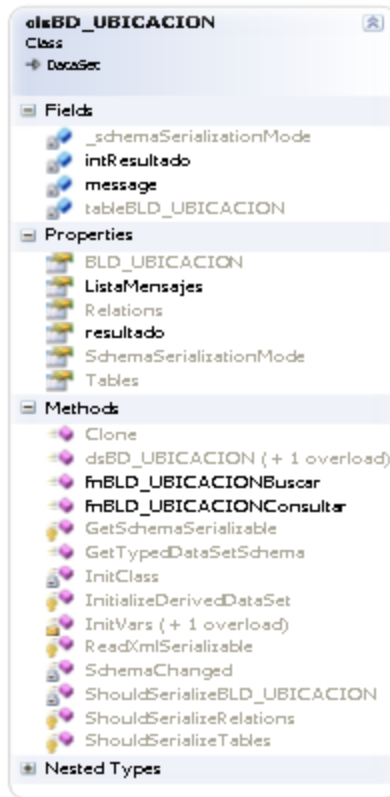 clsBD_UBICACION
Class
DataSet
Fields
_schemaSerializationMode
intResultado
message
tableBLD_UBICACION
Properties
BLD_UBICACION
ListaMensajes
Relations
resultado
SchemaSerializationMode
Tables
Methods
Clone
dsBD_UBICACION (+ 1 overload)
fnBLD_UBICACIONBuscar
fnBLD_UBICACIONConsultar
GetSchemaSerializable
GetTypedDataSetSchema
InitClass
InitializeDerivedDataSet
InitVars (+ 1 overload)
ReadXmlSerializable
SchemaChanged
ShouldSerializeBLD_UBICACION
ShouldSerializeRelations
ShouldSerializeTables
Nested Types